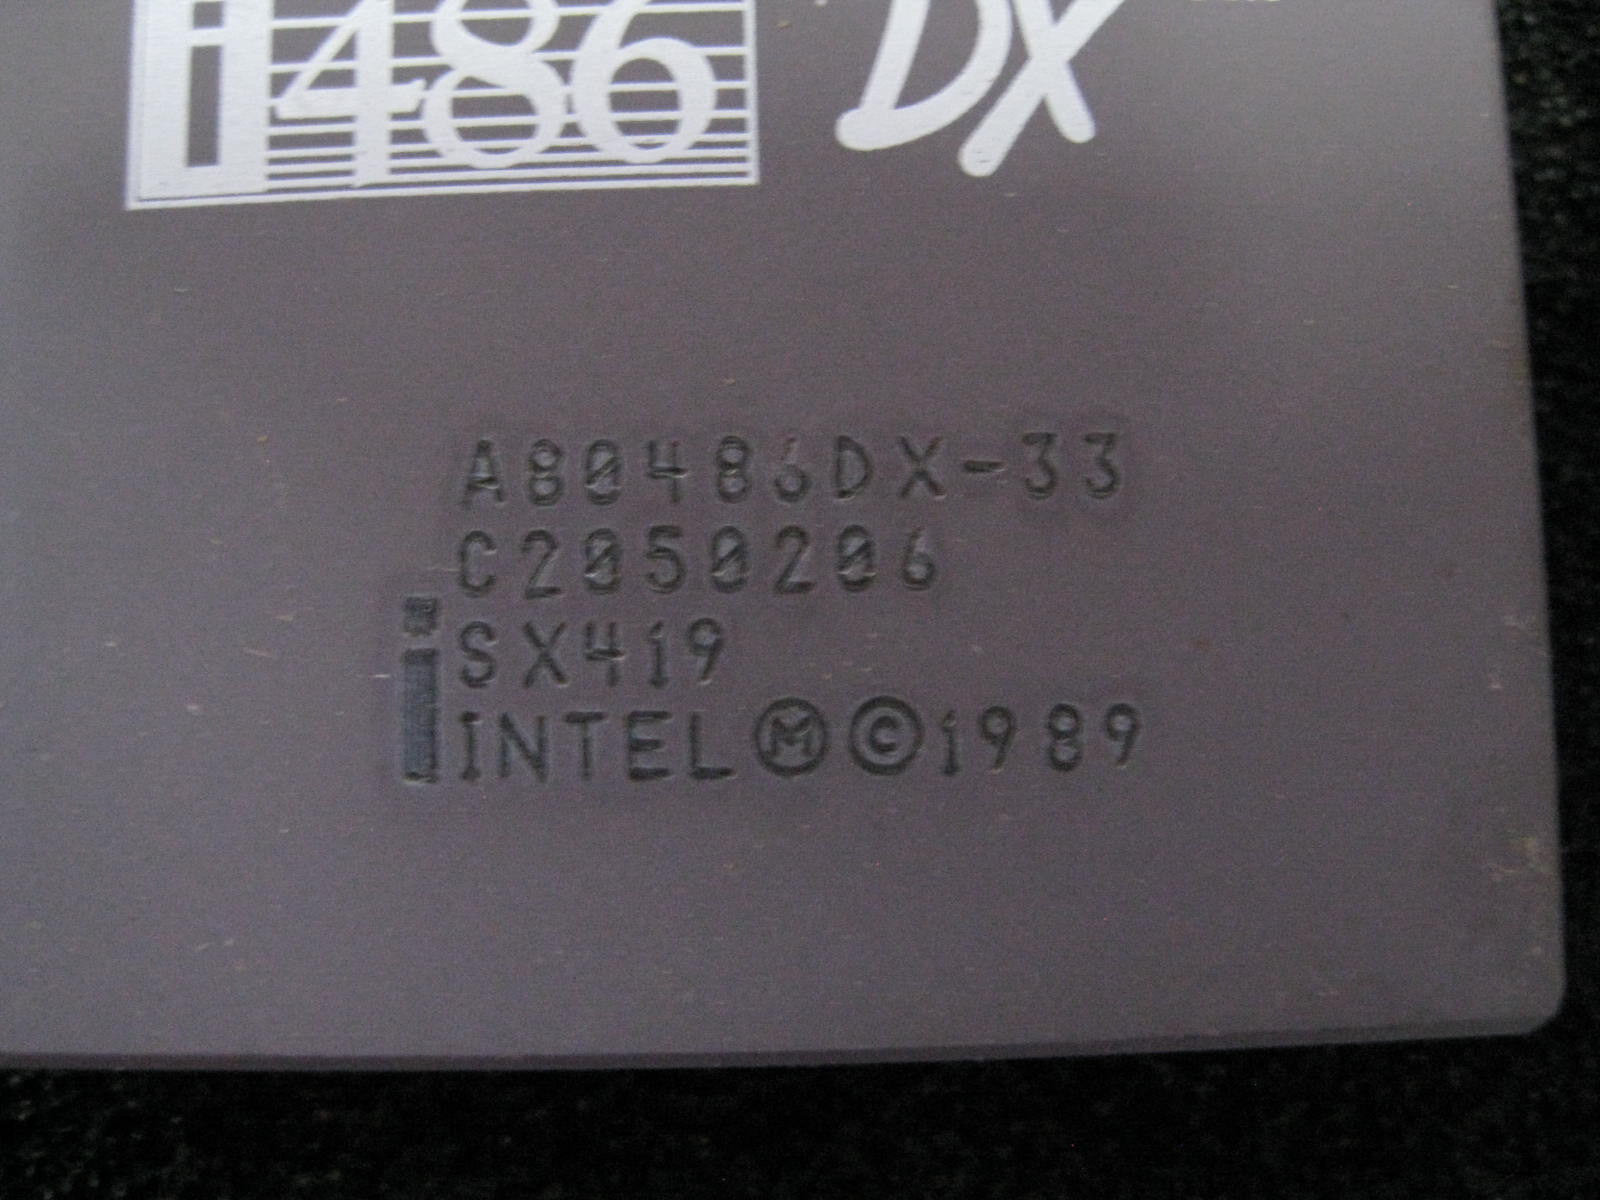 i486 DX
A80486DX-33
C2050206
SX419
INTEL Ⓜ © 1989